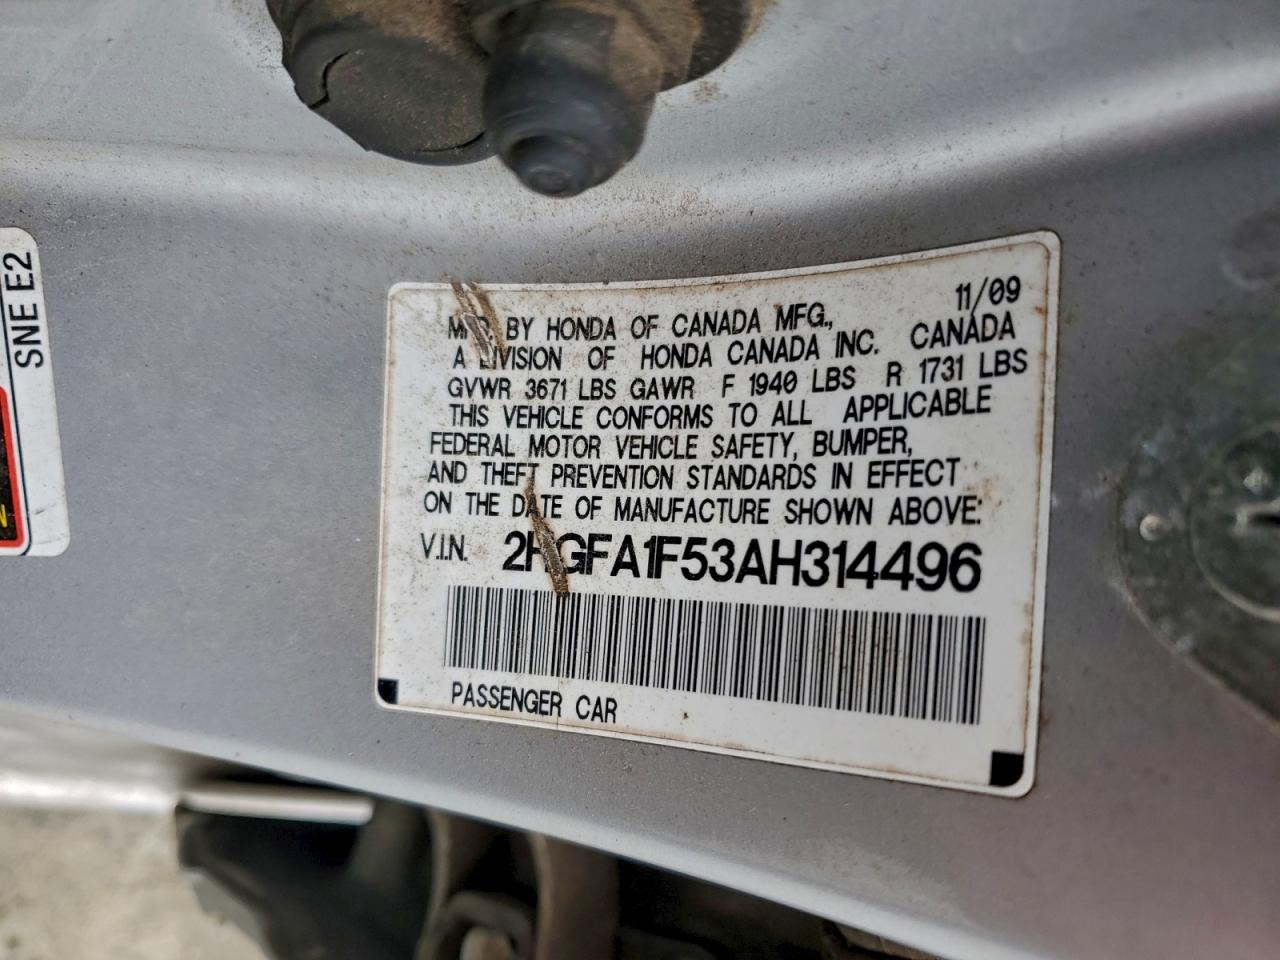 SNE E2
11/09
MFD BY HONDA OF CANADA MFG.,
A DIVISION OF HONDA CANADA INC. CANADA
GVWR 3671 LBS GAWR F 1940 LBS R 1731 LBS
THIS VEHICLE CONFORMS TO ALL APPLICABLE
FEDERAL MOTOR VEHICLE SAFETY, BUMPER,
AND THEFT PREVENTION STANDARDS IN EFFECT
ON THE DATE OF MANUFACTURE SHOWN ABOVE:
V.I.N. 2HGFA1F53AH314496
PASSENGER CAR